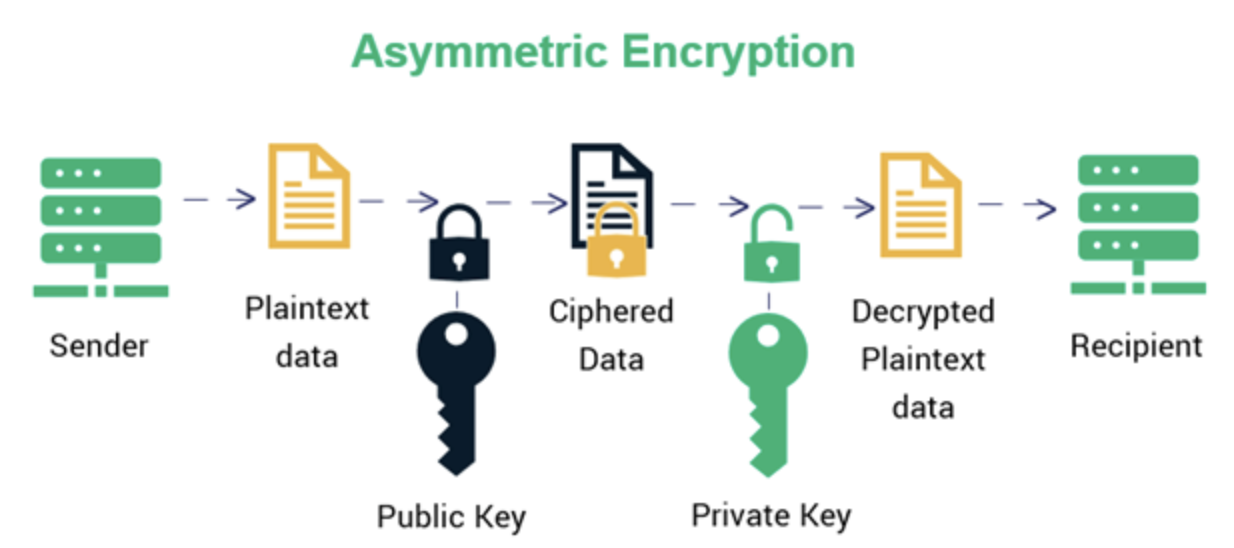 Asymmetric Encryption
Sender
Plaintext
data
Public Key
Ciphered
Data
Private Key
Decrypted
Plaintext
data
Recipient